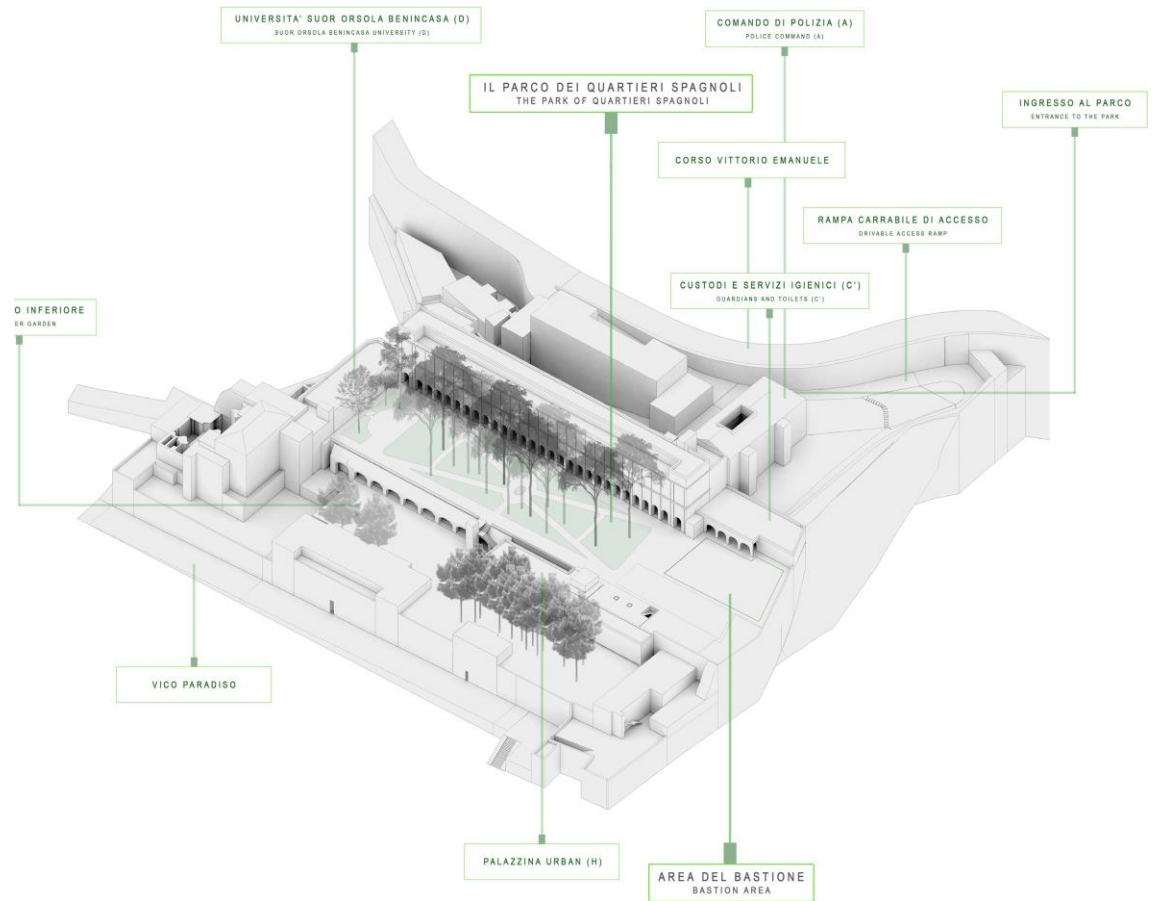 UNIVERSITA' SUOR ORSOLA BENINCASA (D)
SUOR ORSOLA BENINCASA UNIVERSITY (D)
COMANDO DI POLIZIA (A)
POLICE COMMAND (A)
IL PARCO DEI QUARTIERI SPAGNOLI
THE PARK OF QUARTIERI SPAGNOLI
INGRESSO AL PARCO
ENTRANCE TO THE PARK
CORSO VITTORIO EMANUELE
RAMPA CARRABILE DI ACCESSO
DRIVABLE ACCESS RAMP
CUSTODI E SERVIZI IGIENICI (C')
GUARDIANS AND TOILETS (C')
O INFERIORE
ER GARDEN
VICO PARADISO
PALAZZINA URBAN (H)
AREA DEL BASTIONE
BASTION AREA